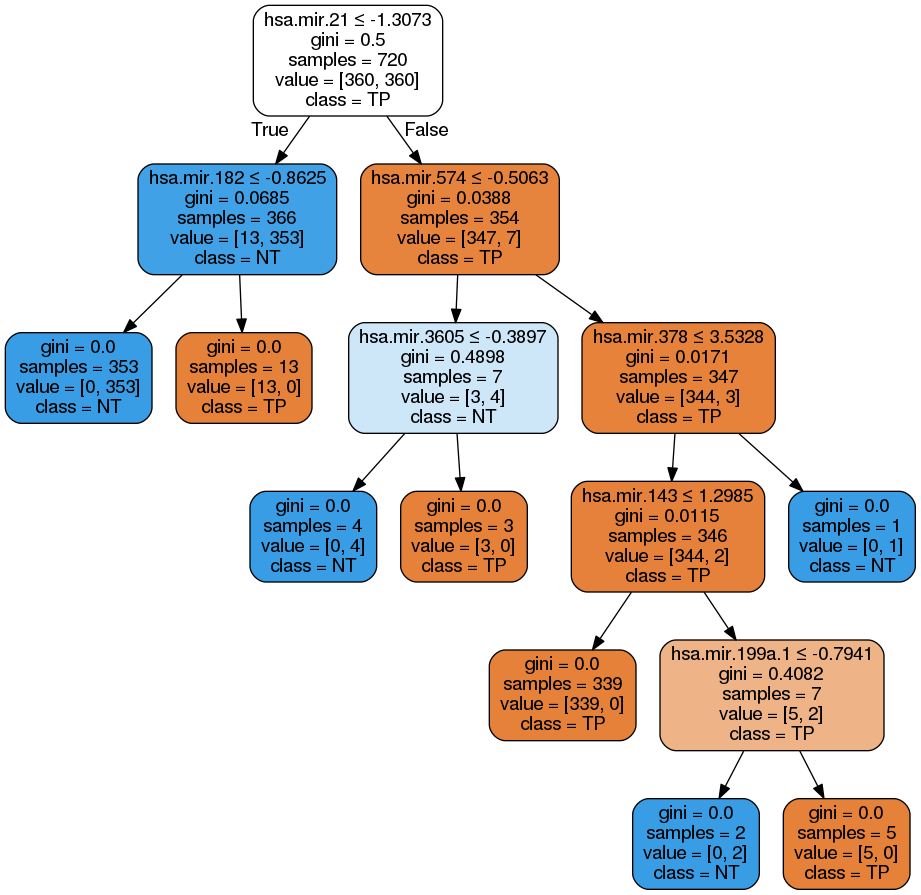 hsa.mir.21 ≤ -1.3073
gini = 0.5
samples = 720
value = [360, 360]
class = TP
True
False
hsa.mir.182 ≤ -0.8625
gini = 0.0685
samples = 366
value = [13, 353]
class = NT
hsa.mir.574 ≤ -0.5063
gini = 0.0388
samples = 354
value = [347, 7]
class = TP
gini = 0.0
samples = 353
value = [0, 353]
class = NT
gini = 0.0
samples = 13
value = [13, 0]
class = TP
hsa.mir.3605 ≤ -0.3897
gini = 0.4898
samples = 7
value = [3, 4]
class = NT
hsa.mir.378 ≤ 3.5328
gini = 0.0171
samples = 347
value = [344, 3]
class = TP
gini = 0.0
samples = 4
value = [0, 4]
class = NT
gini = 0.0
samples = 3
value = [3, 0]
class = TP
hsa.mir.143 ≤ 1.2985
gini = 0.0115
samples = 346
value = [344, 2]
class = TP
gini = 0.0
samples = 1
value = [0, 1]
class = NT
gini = 0.0
samples = 339
value = [339, 0]
class = TP
hsa.mir.199a.1 ≤ -0.7941
gini = 0.4082
samples = 7
value = [5, 2]
class = TP
gini = 0.0
samples = 2
value = [0, 2]
class = NT
gini = 0.0
samples = 5
value = [5, 0]
class = TP